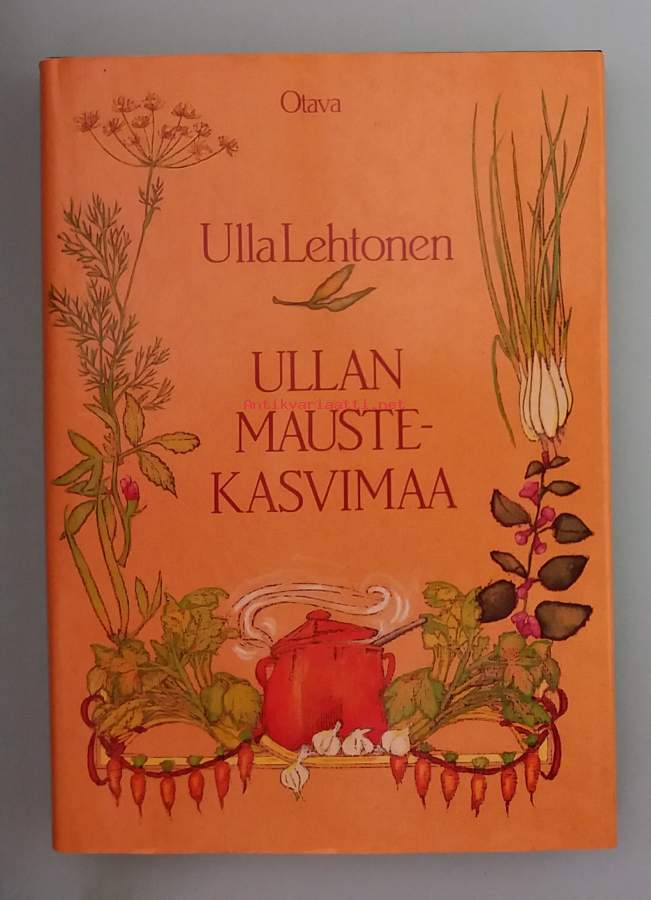 Otava
Ulla Lehtonen
ULLAN
Antikvariaatti.net
MAUSTE-
KASVIMAA